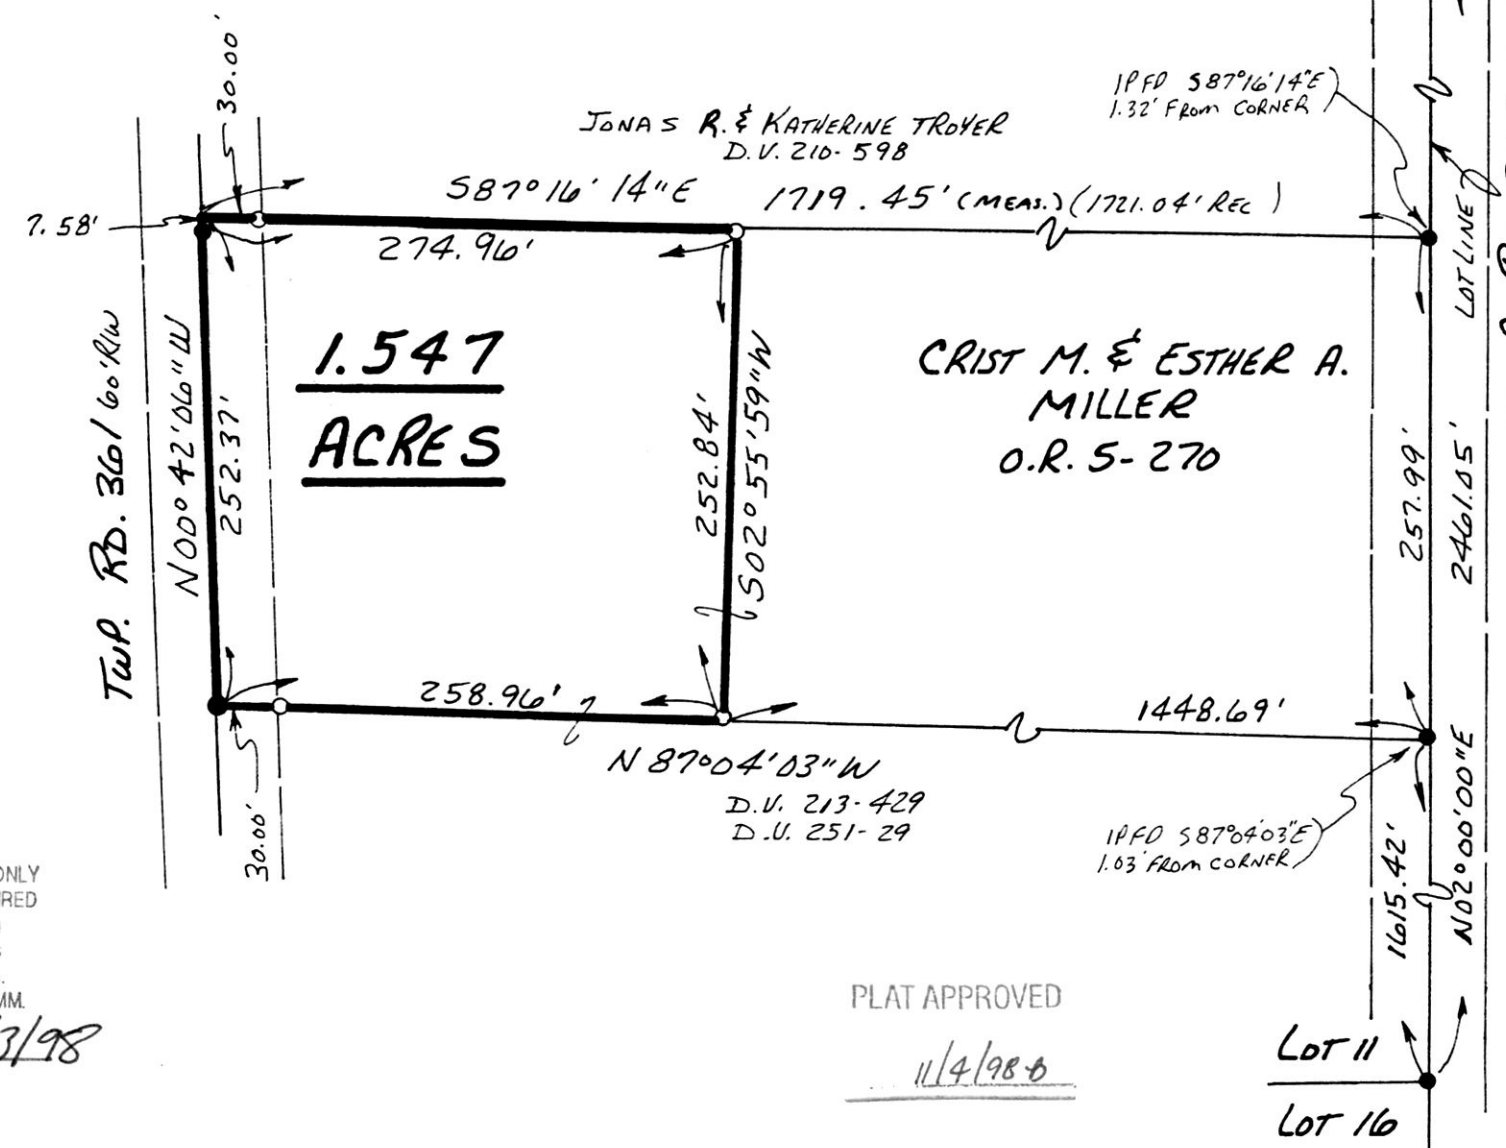 30.00'
JONAS R. & KATHERINE TROYER
D.V. 210-598
IPFD S87°16'14"E
1.32' FROM CORNER
7.58'
S87°16'14"E 1719.45' (MEAS.) (1721.04' REC)
274.96'
LOT LINE
1.547
ACRES
CRIST M. & ESTHER A.
MILLER
O.R. 5-270
TWP. RD. 361 60' R/W
N00°42'06"W
252.37'
252.84'
S02°55'59"W
257.99'
2461.05'
258.96'
1448.69'
N87°04'03"W
D.V. 213-429
D.V. 251-29
30.00'
IPFD S87°04'03"E
1.03' FROM CORNER
1615.42'
N02°00'00"E
ONLY
MM.
3/98
PLAT APPROVED
11/4/98
LOT 11
LOT 16